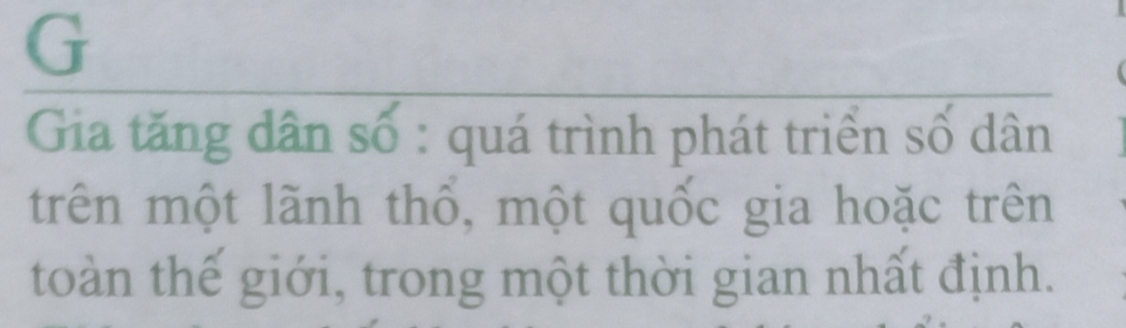 G
Gia tăng dân số : quá trình phát triển số dân
trên một lãnh thổ, một quốc gia hoặc trên
toàn thế giới, trong một thời gian nhất định.